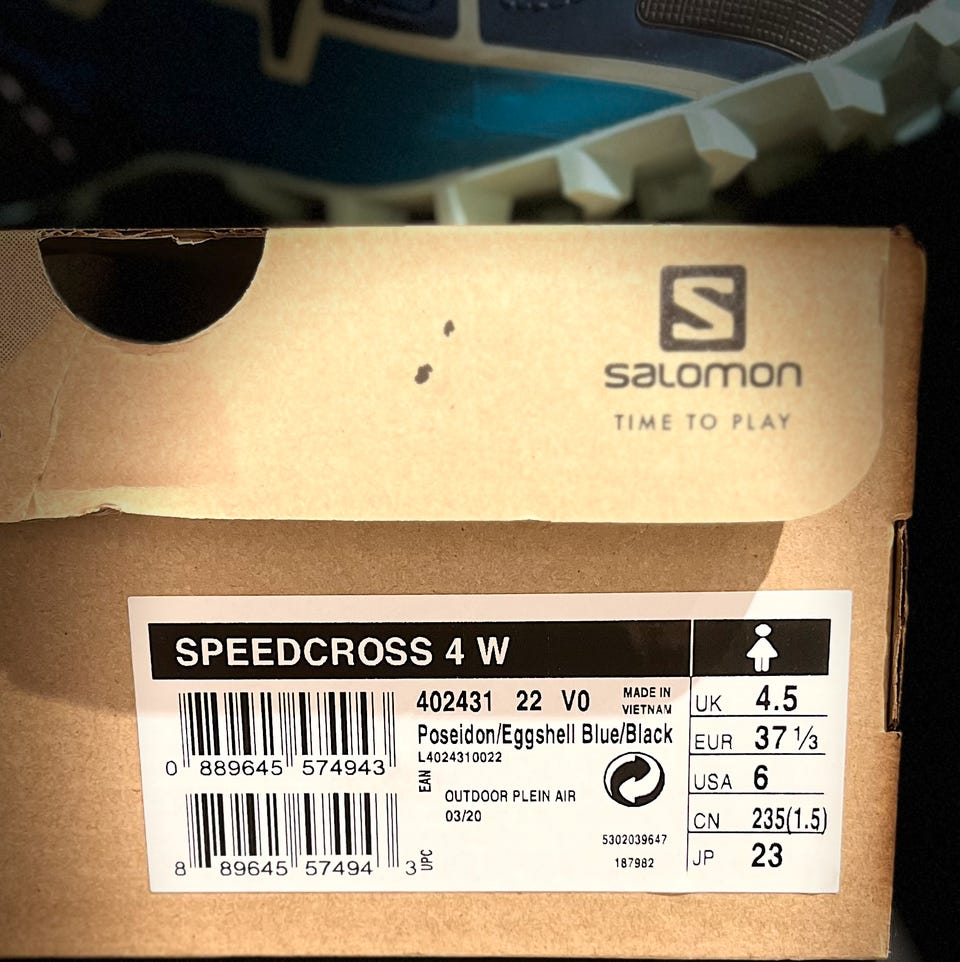 S
salomon
TIME TO PLAY
SPEEDCROSS 4 W
402431 22 V0
MADE IN
VIETNAM
Poseidon/Eggshell Blue/Black
L4024310022
0 889645 574943
EAN
OUTDOOR PLEIN AIR
03/20
5302039647
187982
8 89645 57494 3
UPC
UK 4.5
EUR 37 1/3
USA 6
CN 235(1.5)
JP 23